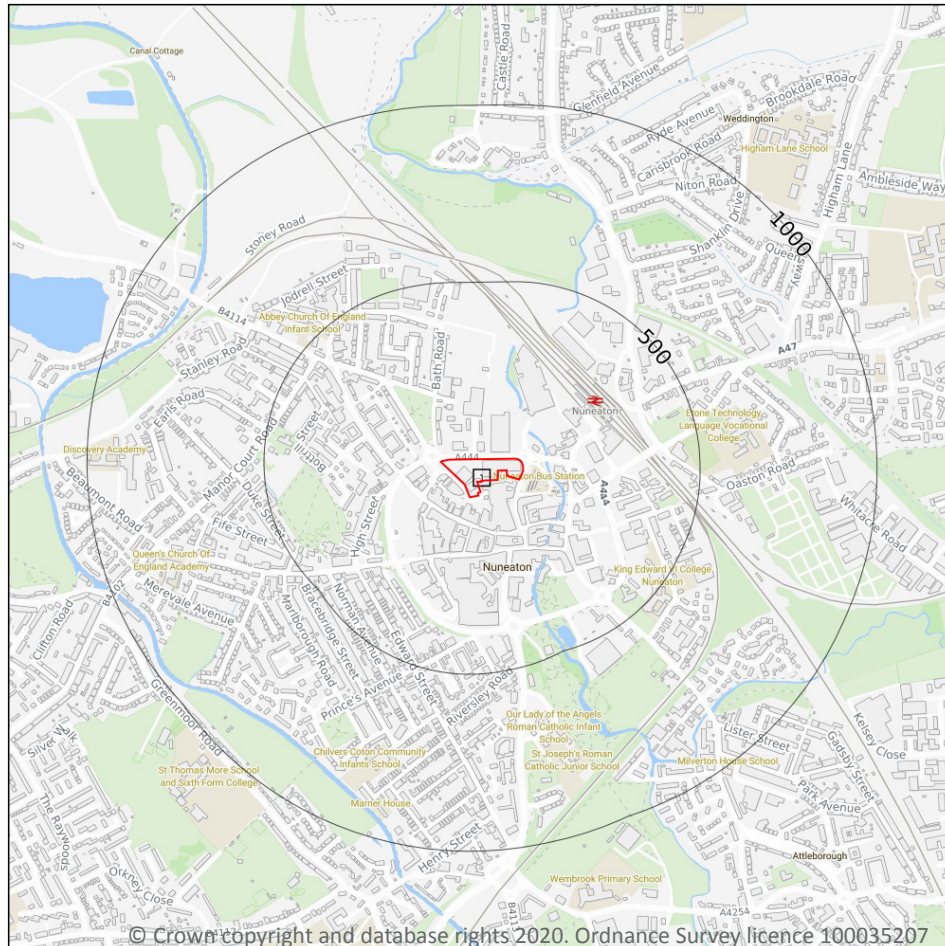 Canal Cottage
Castle Road
Glenfield Avenue
Brookdale Road
Ryde Avenue
Weddington
Carisbrook Road
Higham Lane School
Higham Lane
Niton Road
Ambleside Way
Shanklin Drive
1000
Stoney Road
Jodrell Street
B4114
Abbey Church Of England
Infant School
500
A47
Stanley Road
Bath Road
Nuneaton
Earls Road
Etone Technology
Language Vocational
College
Bottrill Street
Manor Court Road
Discovery Academy
A444
1
Nuneaton Bus Station
Oaston Road
Beaumont Road
A444
Duke Street
High Street
Whitacre Road
Fife Street
Queen's Church Of
England Academy
Nuneaton
King Edward VI College
Nuneaton
B4102
Merevale Avenue
Clifton Road
Marlborough Road
Bracebridge Street
Norman Avenue
Edward Street
Prince's Avenue
Riversley Road
Greenmoor Road
Our Lady of the Angels
Roman Catholic Infant
School
Kelsey Close
Gadsby Street
Lister Street
Chilvers Coton Community
Infants School
St Joseph's Roman
Catholic Junior School
Milverton House School
St Thomas More School
and Sixth Form College
Park Avenue
The Raywoods
Marner House
Henry Street
Attleborough
Wembrook Primary School
Orkney Close
A4254
© Crown copyright and database rights 2020. Ordnance Survey licence 100035207